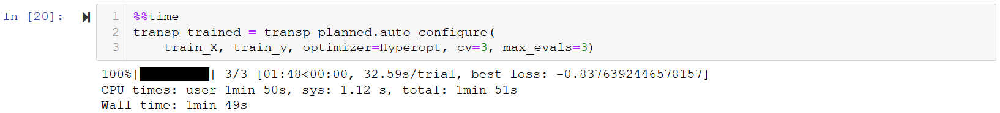 In [20]:
1 %%time
2 transp_trained = transp_planned.auto_configure(
3     train_X, train_y, optimizer=Hyperopt, cv=3, max_evals=3)
100%|██████████| 3/3 [01:48<00:00, 32.59s/trial, best loss: -0.8376392446578157]
CPU times: user 1min 50s, sys: 1.12 s, total: 1min 51s
Wall time: 1min 49s